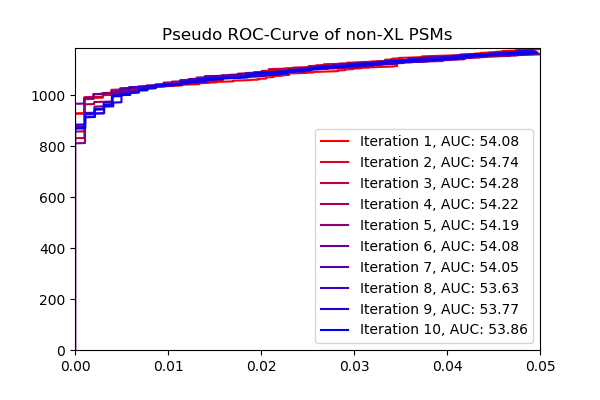 Pseudo ROC-Curve of non-XL PSMs
1000
800
600
400
200
0
Iteration 1, AUC: 54.08
Iteration 2, AUC: 54.74
Iteration 3, AUC: 54.28
Iteration 4, AUC: 54.22
Iteration 5, AUC: 54.19
Iteration 6, AUC: 54.08
Iteration 7, AUC: 54.05
Iteration 8, AUC: 53.63
Iteration 9, AUC: 53.77
Iteration 10, AUC: 53.86
0.00 0.01 0.02 0.03 0.04 0.05